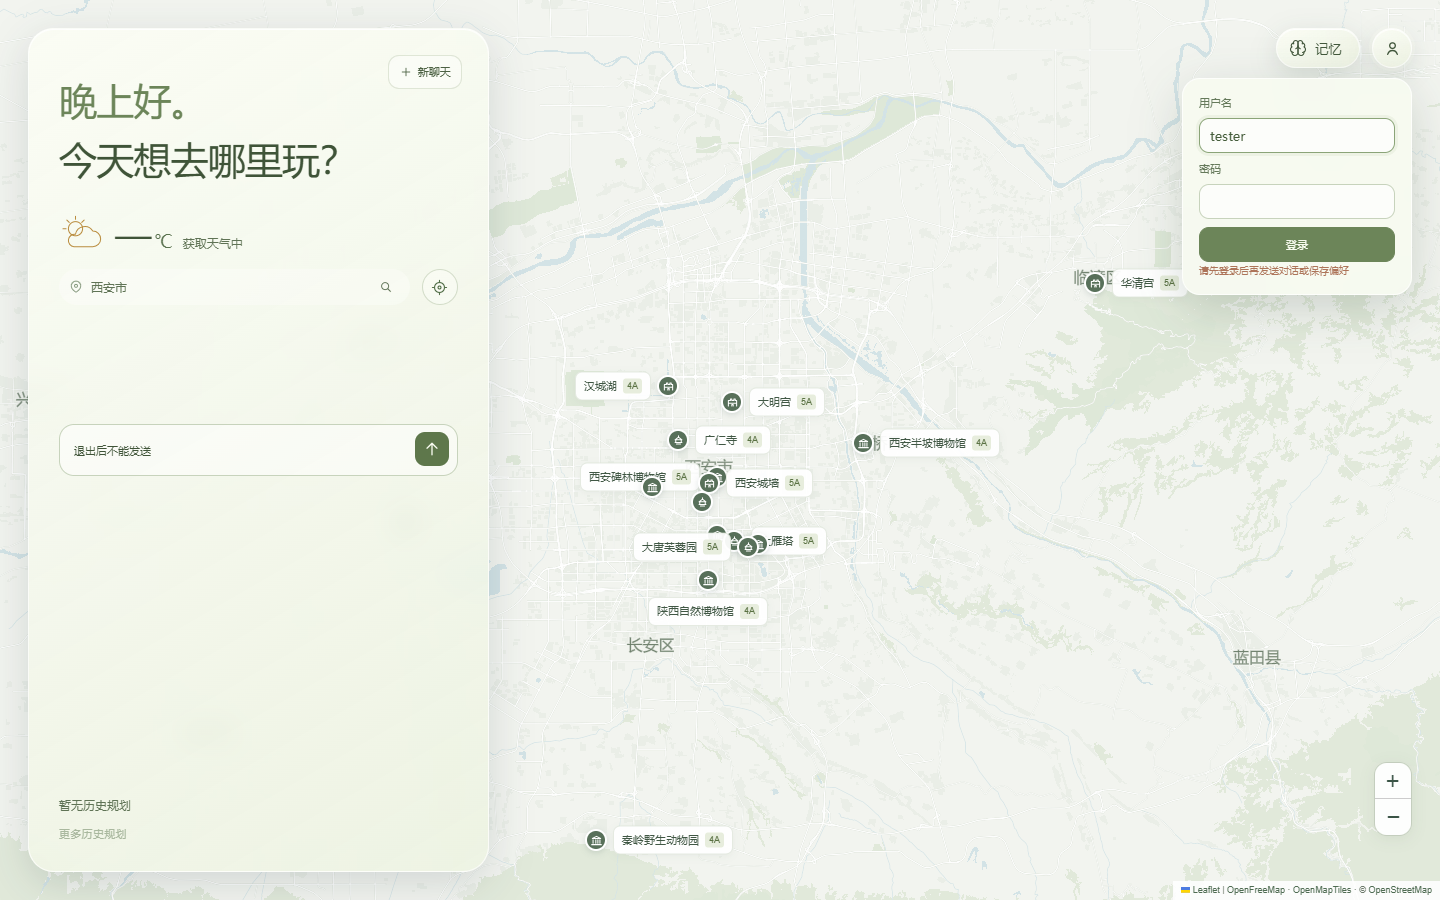 新聊天
晚上好。
今天想去哪里玩?
℃ 获取天气中
西安市
退出后不能发送
暂无历史规划
更多历史规划
记忆
用户名
tester
密码
登录
请先登录后再发送对话或保存偏好
兴
临潼区
华清宫 5A
汉城湖 4A
大明宫 5A
广仁寺 4A
西安半坡博物馆 4A
西安市
西安碑林博物馆 5A
西安城墙 5A
大唐芙蓉园 5A
雁塔 5A
陕西自然博物馆 4A
长安区
蓝田县
秦岭野生动物园 4A
+
−
Leaflet | OpenFreeMap · OpenMapTiles · © OpenStreetMap